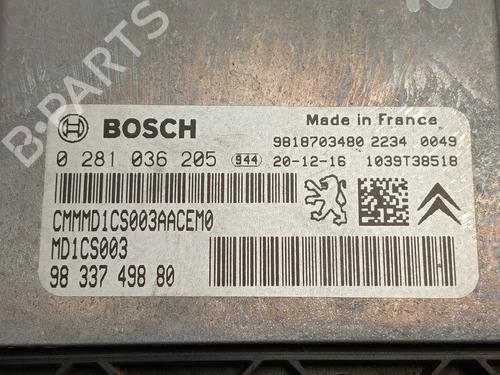 B-PARTS
BOSCH
Made in France
9818703480 2234 0049
0 281 036 205 944 20-12-16 1039T38518
CMMMD1CS003AACEM0
MD1CS003
98 337 498 80